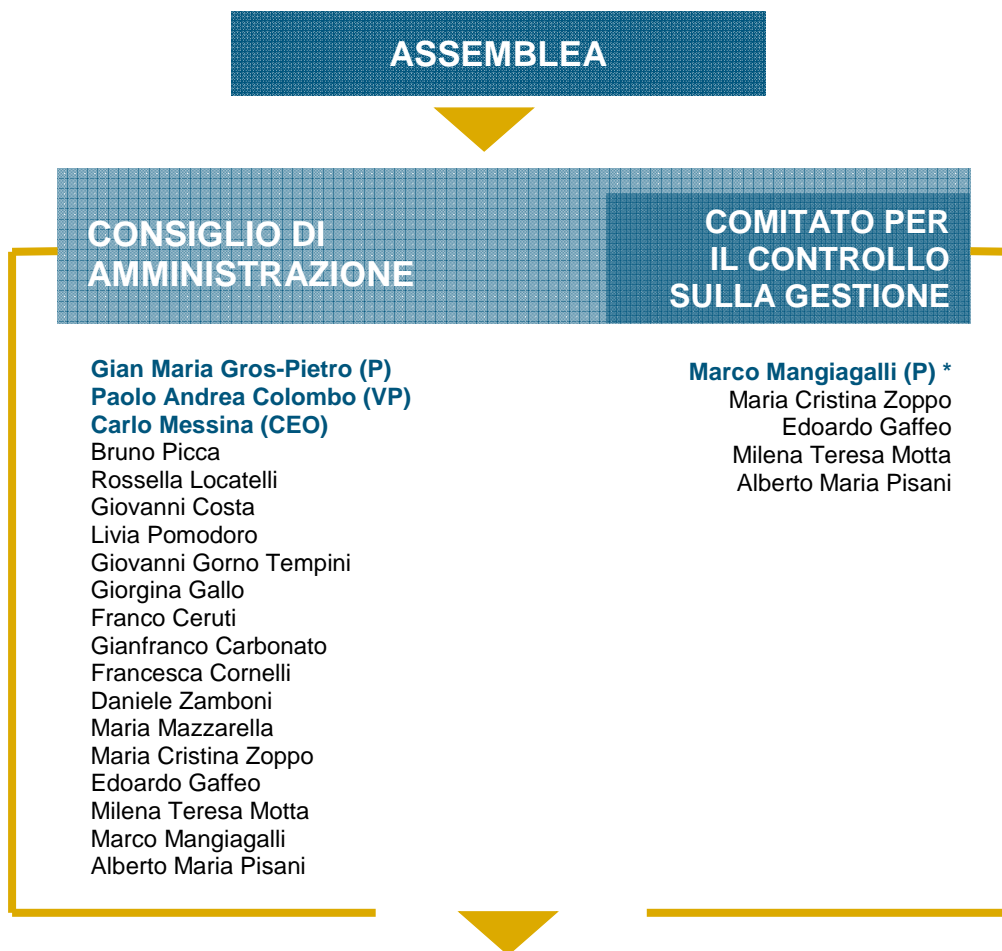 ASSEMBLEA
CONSIGLIO DI
AMMINISTRAZIONE
COMITATO PER
IL CONTROLLO
SULLA GESTIONE
Gian Maria Gros-Pietro (P)
Paolo Andrea Colombo (VP)
Carlo Messina (CEO)
Bruno Picca
Rossella Locatelli
Giovanni Costa
Livia Pomodoro
Giovanni Gorno Tempini
Giorgina Gallo
Franco Ceruti
Gianfranco Carbonato
Francesca Cornelli
Daniele Zamboni
Maria Mazzarella
Maria Cristina Zoppo
Edoardo Gaffeo
Milena Teresa Motta
Marco Mangiagalli
Alberto Maria Pisani
Marco Mangiagalli (P) *
Maria Cristina Zoppo
Edoardo Gaffeo
Milena Teresa Motta
Alberto Maria Pisani